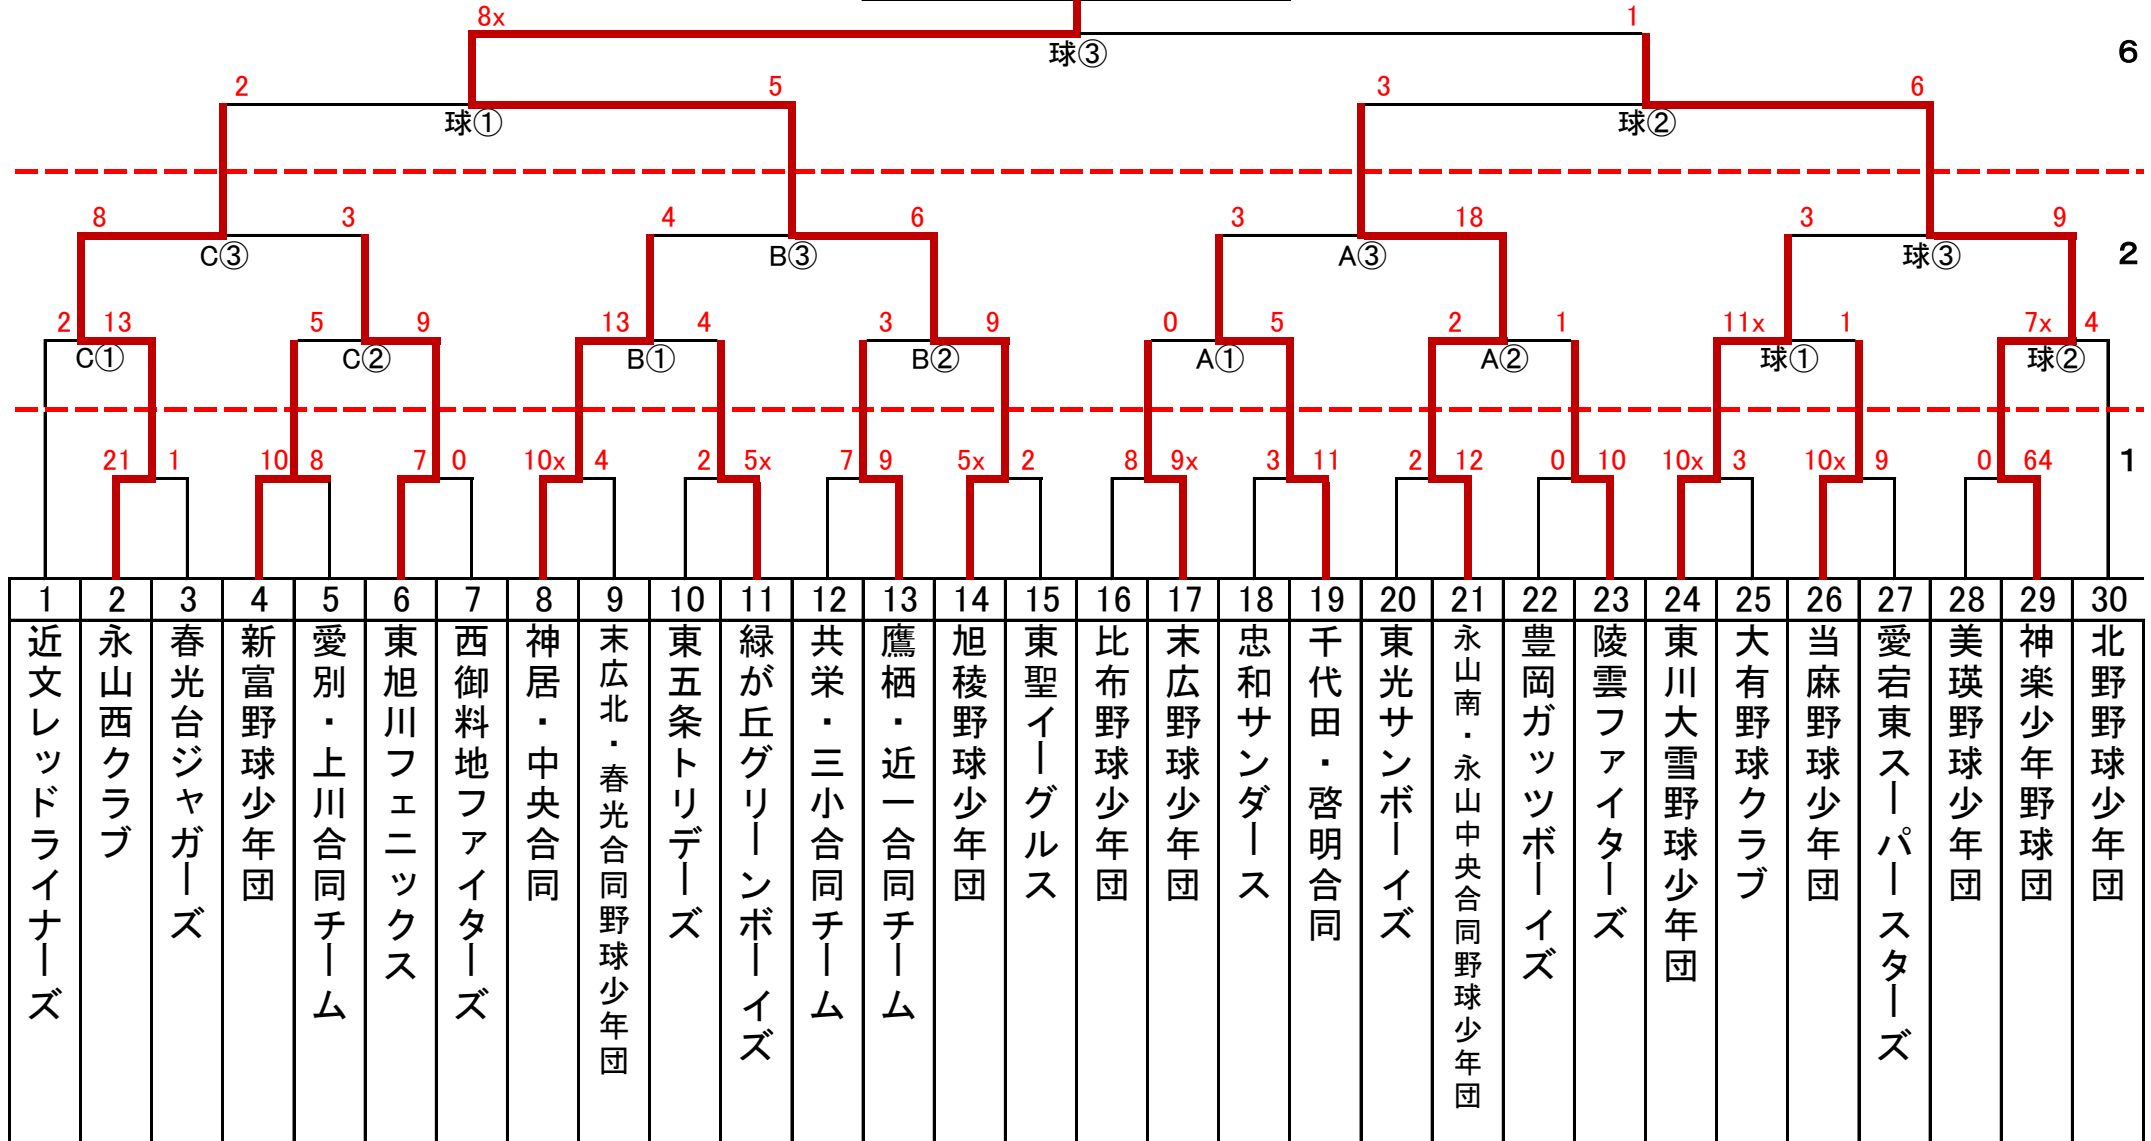 8x 1
球③ 6
2 5 3 6
球① 球②
8 3 4 6 3 18 3 9
C③ B③ A③ 球③ 2
2 13 5 9 13 4 3 9 0 5 2 1 11x 1 7x 4
C① C② B① B② A① A② 球① 球②
21 1 10 8 7 0 10x 4 2 5x 7 9 5x 2 8 9x 3 11 2 12 0 10 10x 3 10x 9 0 64 1
1 2 3 4 5 6 7 8 9 10 11 12 13 14 15 16 17 18 19 20 21 22 23 24 25 26 27 28 29 30
近文レッドライナーズ
永山西クラブ
春光台ジャガーズ
新富野球少年団
愛別・上川合同チーム
東旭川フェニックス
西御料地ファイターズ
神居・中央合同
末広北・春光合同野球少年団
東五条トリデーズ
緑が丘グリーンボーイズ
共栄・三小合同チーム
鷹栖・近一合同チーム
旭稜野球少年団
東聖イーグルス
比布野球少年団
末広野球少年団
忠和サンダース
千代田・啓明合同
東光サンボーイズ
永山南・永山中央合同野球少年団
豊岡ガッツボーイズ
陵雲ファイターズ
東川大雪野球少年団
大有野球クラブ
当麻野球少年団
愛宕東スーパースターズ
美瑛野球少年団
神楽少年野球団
北野野球少年団